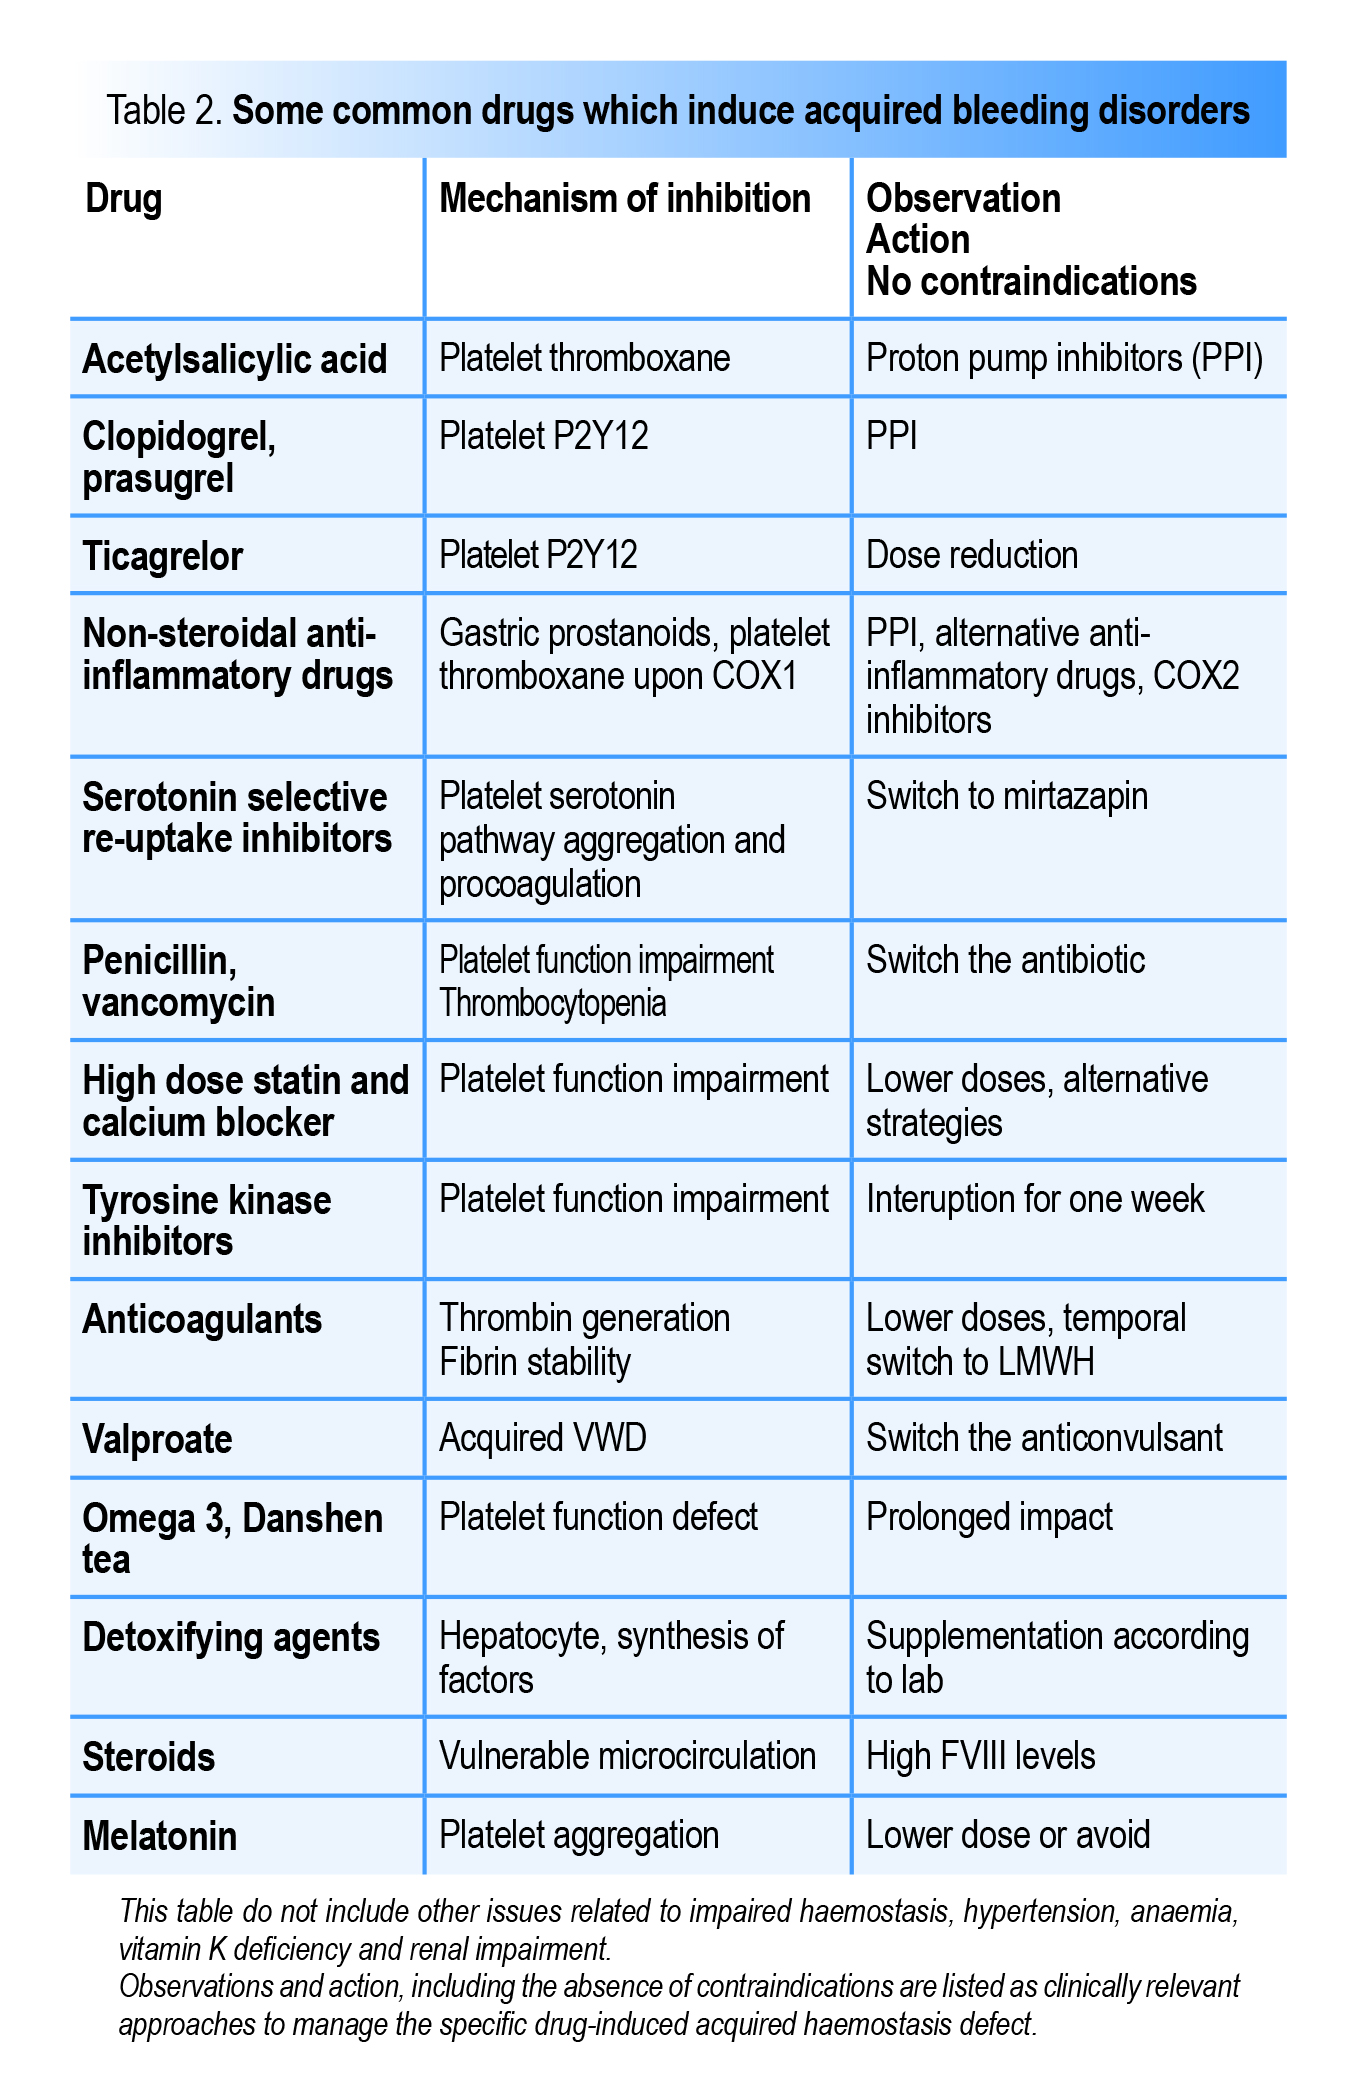 Table 2. Some common drugs which induce acquired bleeding disorders
Drug
Mechanism of inhibition
Observation
Action
No contraindications
Acetylsalicylic acid
Platelet thromboxane
Proton pump inhibitors (PPI)
Clopidogrel,
prasugrel
Platelet P2Y12
PPI
Ticagrelor
Platelet P2Y12
Dose reduction
Non-steroidal anti-
inflammatory drugs
Gastric prostanoids, platelet
thromboxane upon COX1
PPI, alternative anti-
inflammatory drugs, COX2
inhibitors
Serotonin selective
re-uptake inhibitors
Platelet serotonin
pathway aggregation and
procoagulation
Switch to mirtazapin
Penicillin,
vancomycin
Platelet function impairment
Thrombocytopenia
Switch the antibiotic
High dose statin and
calcium blocker
Platelet function impairment
Lower doses, alternative
strategies
Tyrosine kinase
inhibitors
Platelet function impairment
Interuption for one week
Anticoagulants
Thrombin generation
Fibrin stability
Lower doses, temporal
switch to LMWH
Valproate
Acquired VWD
Switch the anticonvulsant
Omega 3, Danshen
tea
Platelet function defect
Prolonged impact
Detoxifying agents
Hepatocyte, synthesis of
factors
Supplementation according
to lab
Steroids
Vulnerable microcirculation
High FVIII levels
Melatonin
Platelet aggregation
Lower dose or avoid
This table do not include other issues related to impaired haemostasis, hypertension, anaemia,
vitamin K deficiency and renal impairment.
Observations and action, including the absence of contraindications are listed as clinically relevant
approaches to manage the specific drug-induced acquired haemostasis defect.